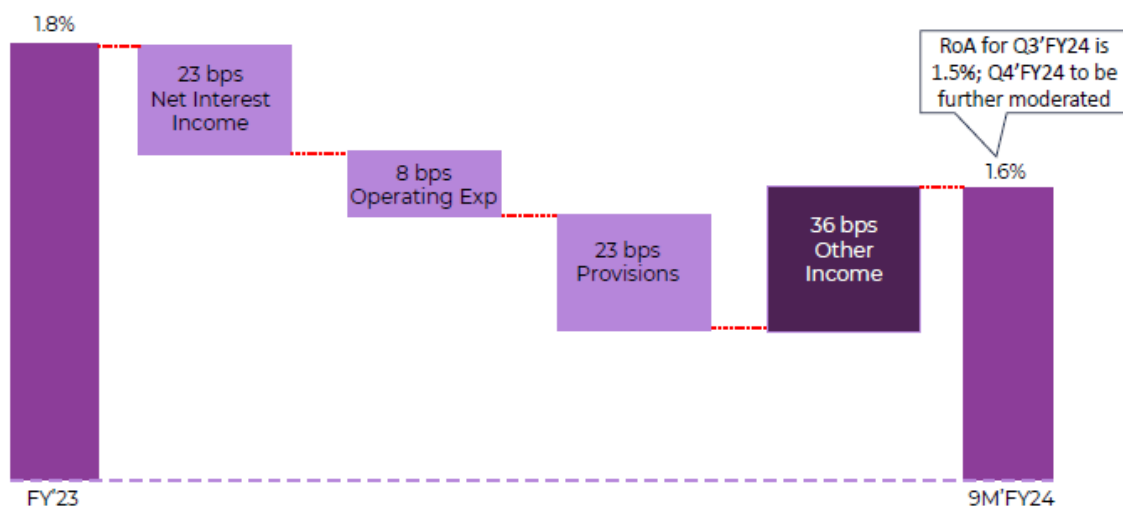 1.8%
23 bps
Net Interest
Income
8 bps
Operating Exp
23 bps
Provisions
36 bps
Other
Income
RoA for Q3'FY24 is
1.5%; Q4'FY24 to be
further moderated
1.6%
FY'23
9M'FY24